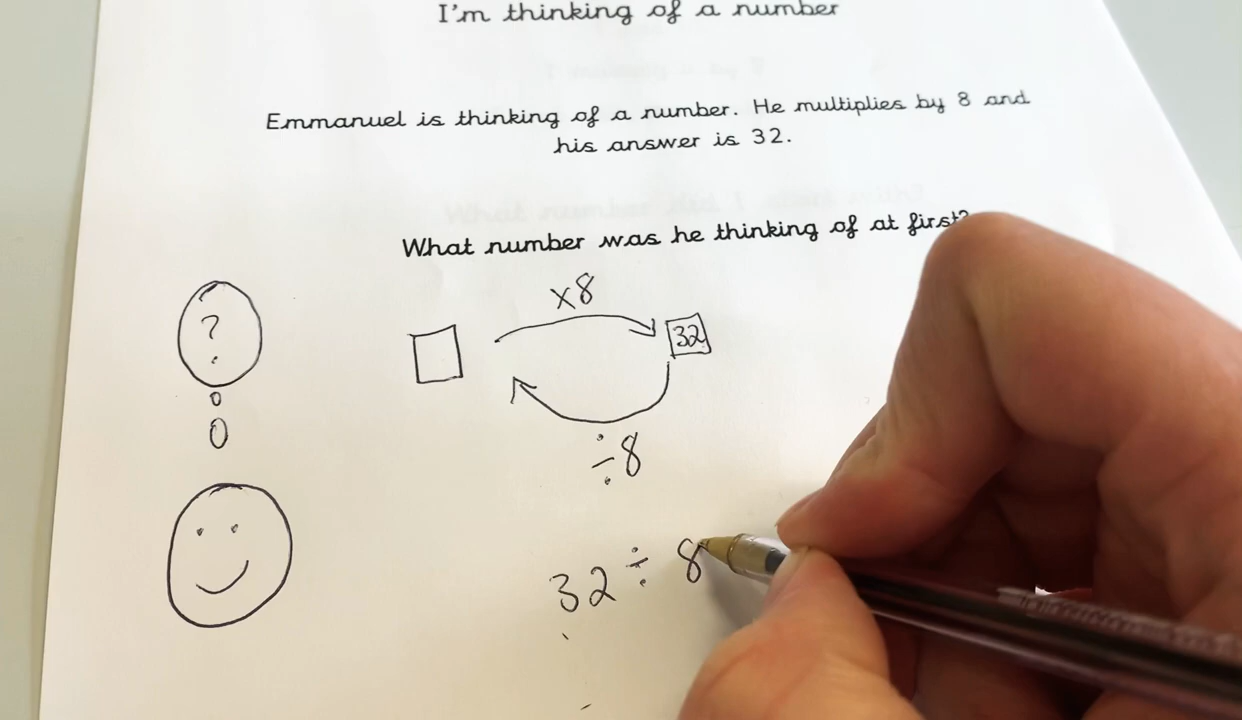 I'm thinking of a number
Emmanuel is thinking of a number. He multiplies by 8 and
his answer is 32.
What number was he thinking of at first?
?
×8
32
÷8
32 ÷ 8